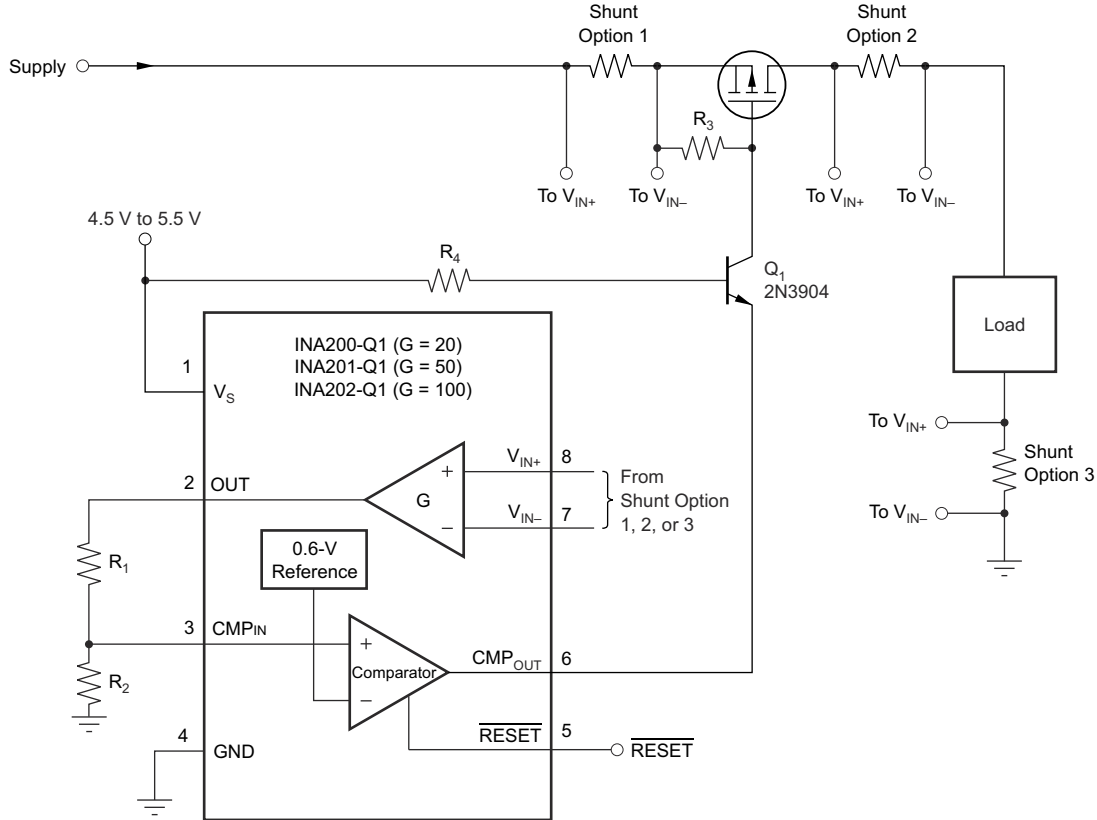 Shunt
Option 1
Shunt
Option 2
Supply
R3
To VIN+
To VIN–
To VIN+
To VIN–
4.5 V to 5.5 V
R4
Q1
2N3904
Load
INA200-Q1 (G = 20)
INA201-Q1 (G = 50)
INA202-Q1 (G = 100)
1
VS
To VIN+
Shunt
Option 3
To VIN–
2
OUT
+
G
–
VIN+
8
VIN–
7
From
Shunt Option
1, 2, or 3
R1
0.6-V
Reference
3
CMPIN
+
Comparator
–
CMPOUT
6
R2
4
GND
RESET
5
RESET